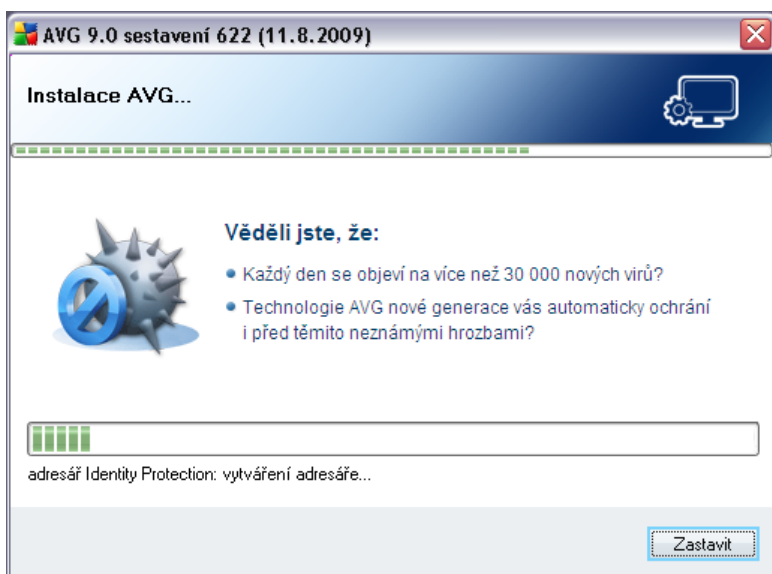 AVG 9.0 sestavení 622 (11.8.2009)
Instalace AVG...
Věděli jste, že:
Každý den se objeví na více než 30 000 nových virů?
Technologie AVG nové generace vás automaticky ochrání
i před těmito neznámými hrozbami?
adresář Identity Protection: vytváření adresáře...
Zastavit